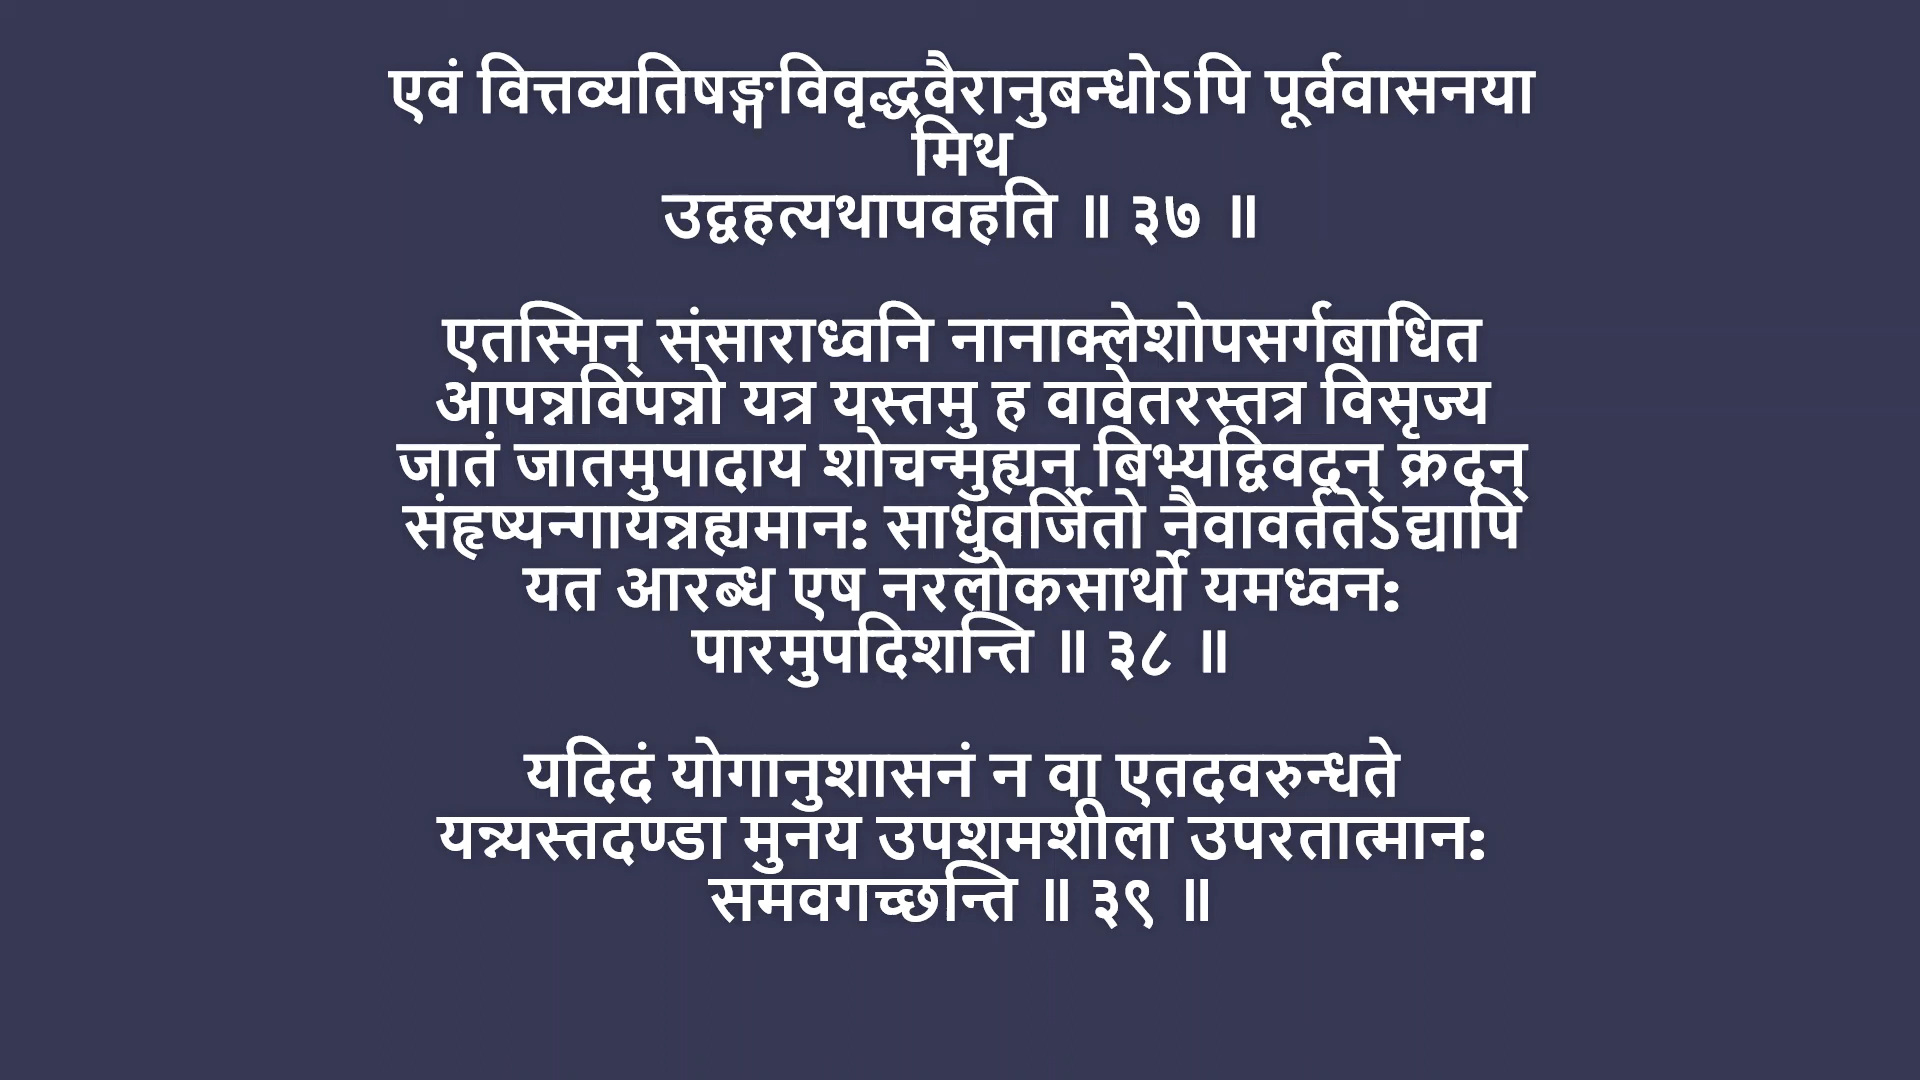 एवं वित्तव्यतिषङ्गविवृद्धवैरानुबन्धोऽपि पूर्ववासनया
मिथ
उद्वहत्यथापवहति ॥ ३७ ॥
एतस्मिन् संसाराध्वनि नानाक्लेशोपसर्गबाधित
आपन्नविपन्नो यत्र यस्तमु ह वावेतरस्तत्र विसृज्य
जातं जातमुपादाय शोचन्मुह्यन् बिभ्यद्विवदन् क्रदन्
संहृष्यन्गायन्नह्यमान: साधुवर्जितो नैवावर्ततेऽद्यापि
यत आरब्ध एष नरलोकसार्थो यमध्वन:
पारमुपदिशन्ति ॥ ३८ ॥
यदिदं योगानुशासनं न वा एतदवरुन्धते
यन्न्यस्तदण्डा मुनय उपशमशीला उपरतात्मान:
समवगच्छन्ति ॥ ३९ ॥